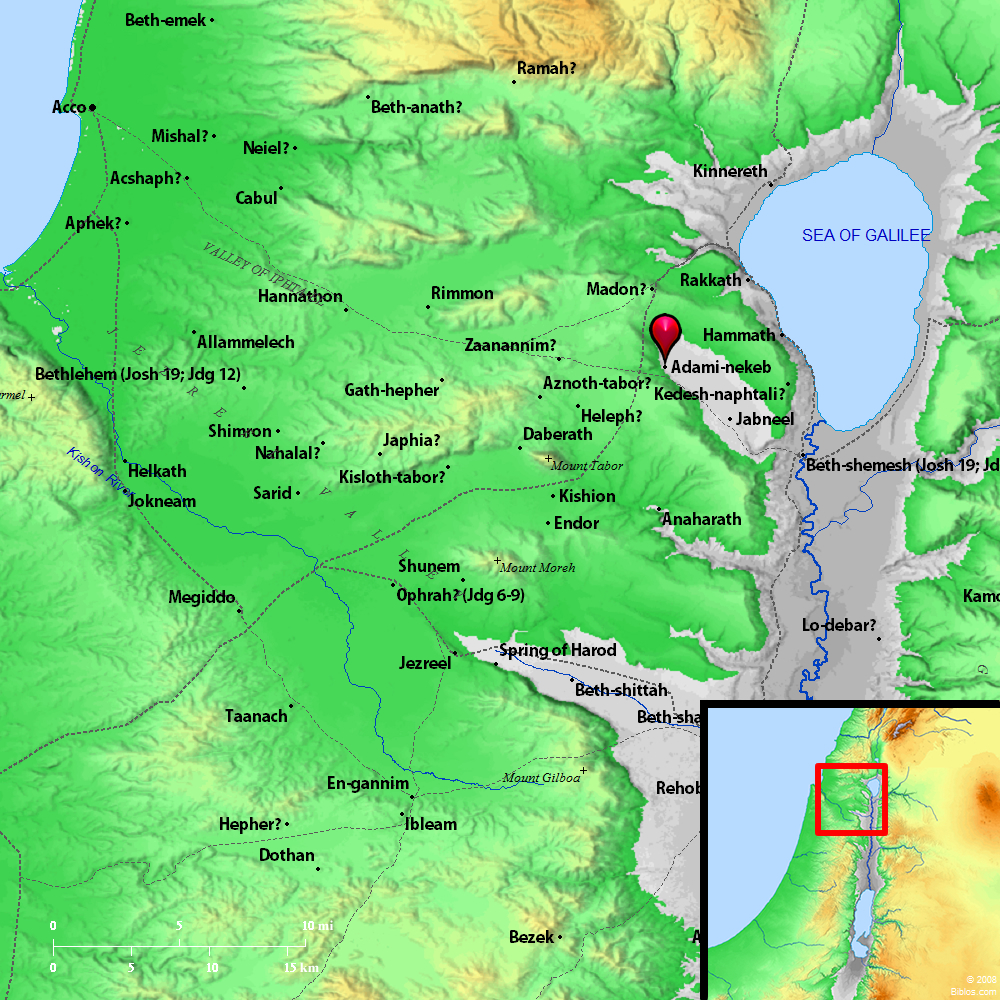 Beth-emek
Ramah?
Acco
Beth-anath?
Mishal?
Neiel?
Acshaph?
Kinnereth
Cabul
Aphek?
SEA OF GALILEE
VALLEY OF
Hannathon
Rimmon
Madon?
Rakkath
Allammelech
Zaanannim?
Hammath
Bethlehem (Josh 19; Jdg 12)
Adami-nekeb
Gath-hepher
Aznoth-tabor?
Kedesh-naphtali?
Heleph?
Jabneel
Shimron
Japhia?
Daberath
Nahalal?
Kisloth-tabor?
Mount Tabor
Beth-shemesh (Josh 19; Jd
Kishon River
Helkath
Jokneam
Sarid
Kishion
Endor
Anaharath
JEZREEL VALLEY
Shunem
Mount Moreh
Ophrah? (Jdg 6-9)
Megiddo
Kamo
Lo-debar?
Jezreel
Spring of Harod
Beth-shittah
Taanach
Beth-sha
G
Mount Gilboa
En-gannim
Rehob
Hepher?
Ibleam
Dothan
Bezek
A
rmel
0 5 10 mi
0 5 10 15 km
© 2008
Biblos.com